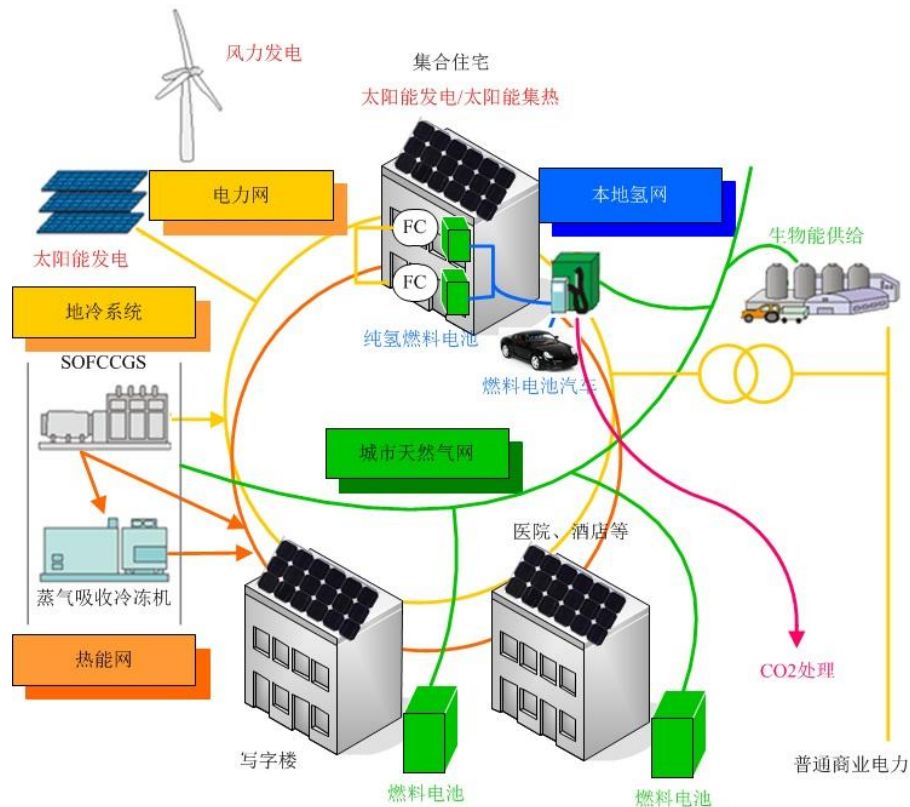 风力发电
集合住宅
太阳能发电/太阳能集热
电力网
本地氢网
FC
FC
太阳能发电
生物能供给
地冷系统
SOFCCGS
纯氢燃料电池
燃料电池汽车
城市天然气网
医院、酒店等
蒸气吸收冷冻机
热能网
CO2处理
写字楼
燃料电池
燃料电池
普通商业电力